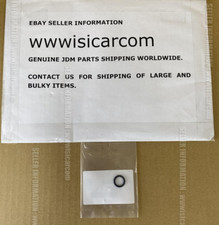 EBAY SELLER INFORMATION
wwwisicarcom
GENUINE JDM PARTS SHIPPING WORLDWIDE.
CONTACT US FOR SHIPPING OF LARGE AND
BULKY ITEMS.